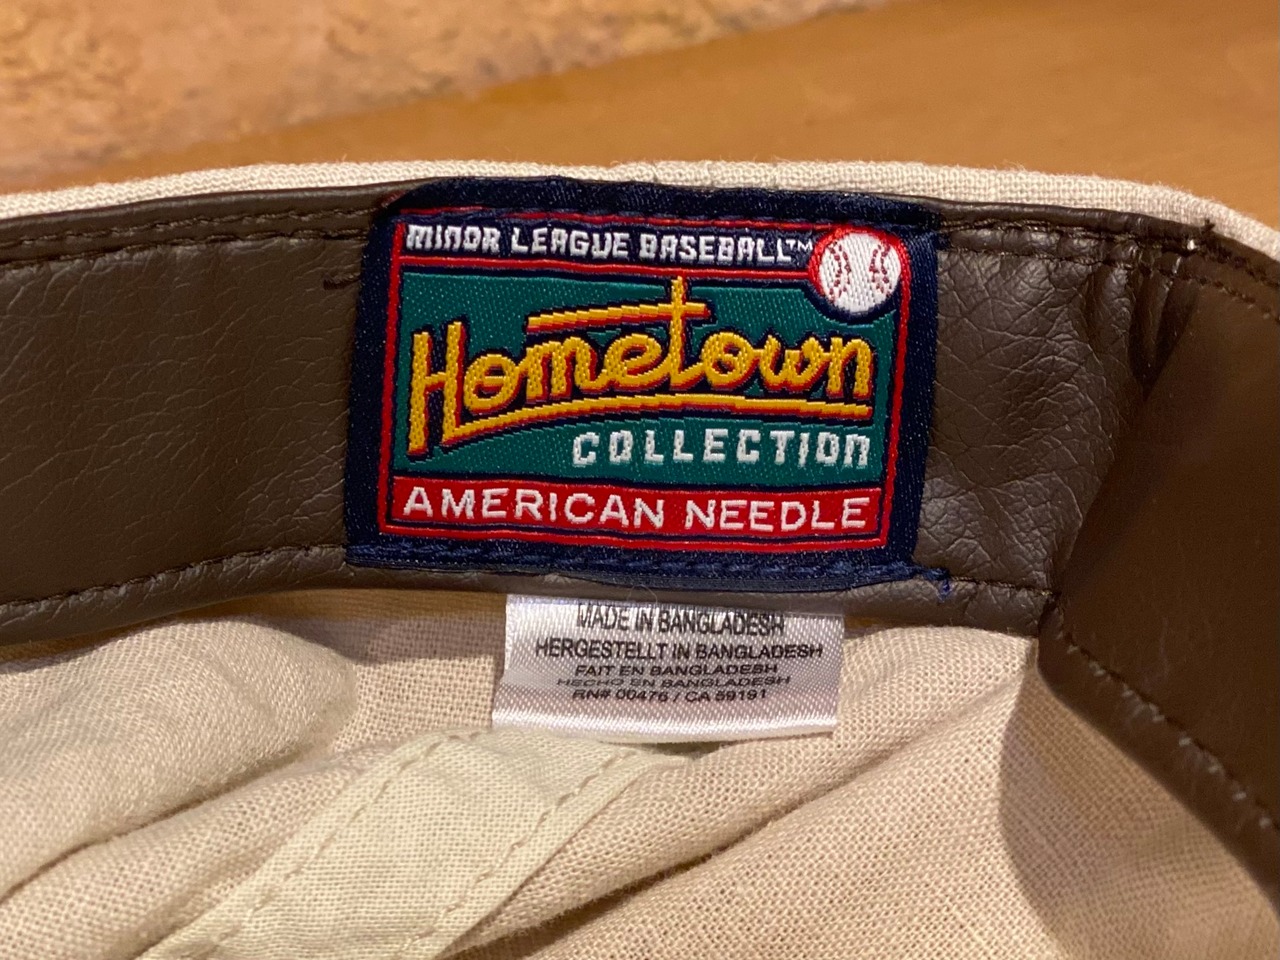 MINOR LEAGUE BASEBALL™
Hometown
COLLECTION
AMERICAN NEEDLE
MADE IN BANGLADESH
HERGESTELLT IN BANGLADESH
FAIT EN BANGLADESH
HECHO EN BANGLADESH
RN# 00476 / CA 59191